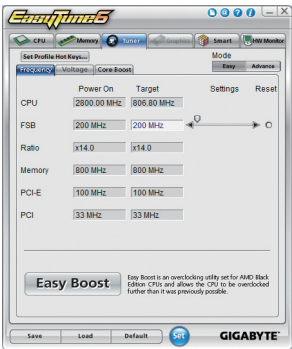 EasyTune6
CPU Memory Tuner Graphics Smart HW Monitor
Set Profile Hot Keys...
Mode
Easy Advance
Frequency Voltage Core Boost
Power On Target Settings Reset
CPU 2800.00 MHz 806.80 MHz
FSB 200 MHz 200 MHz
Ratio x14.0 x14.0
Memory 800 MHz 800 MHz
PCI-E 100 MHz 100 MHz
PCI 33 MHz 33 MHz
Easy Boost
Easy Boost is an overclocking utility set for AMD Black
Edition CPUs and allows the CPU to be overclocked
further than it was previously possible.
Save Load Default Set GIGABYTE